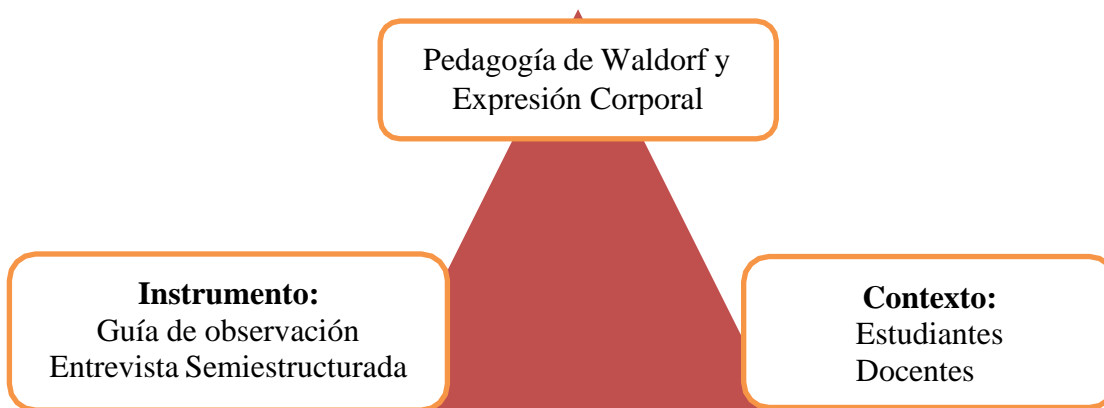 Pedagogía de Waldorf y
Expresión Corporal
Instrumento:
Guía de observación
Entrevista Semiestructurada
Contexto:
Estudiantes
Docentes